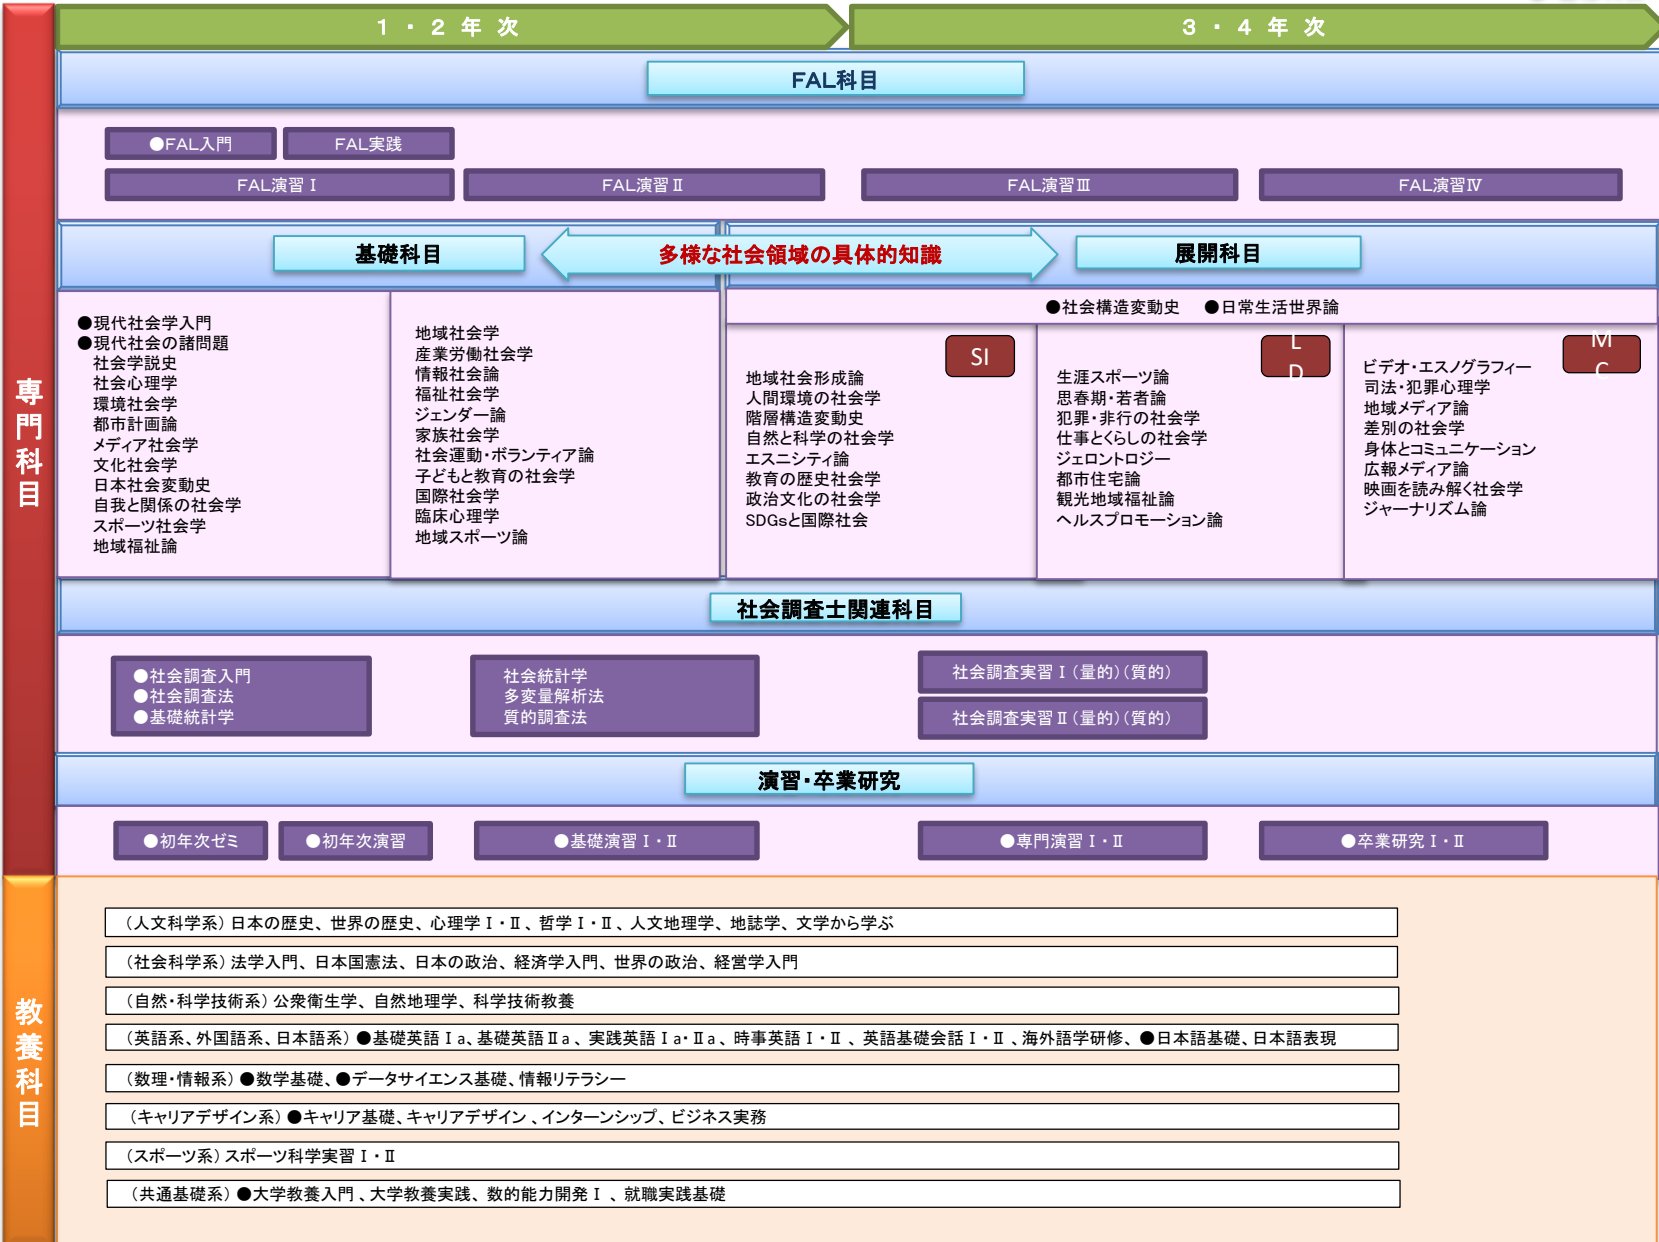 1・2年次
3・4年次
専門科目
FAL科目
●FAL入門
FAL実践
FAL演習Ⅰ
FAL演習Ⅱ
FAL演習Ⅲ
FAL演習Ⅳ
基礎科目
多様な社会領域の具体的知識
展開科目
●現代社会学入門
●現代社会の諸問題
社会学説史
社会心理学
環境社会学
都市計画論
メディア社会学
文化社会学
日本社会変動史
自我と関係の社会学
スポーツ社会学
地域福祉論
地域社会学
産業労働社会学
情報社会論
福祉社会学
ジェンダー論
家族社会学
社会運動・ボランティア論
子どもと教育の社会学
国際社会学
臨床心理学
地域スポーツ論
●社会構造変動史 ●日常生活世界論
SI
地域社会形成論
人間環境の社会学
階層構造変動史
自然と科学の社会学
エスニシティ論
教育の歴史社会学
政治文化の社会学
SDGsと国際社会
L
D
生涯スポーツ論
思春期・若者論
犯罪・非行の社会学
仕事とくらしの社会学
ジェロントロジー
都市住宅論
観光地域福祉論
ヘルスプロモーション論
M
C
ビデオ・エスノグラフィー
司法・犯罪心理学
地域メディア論
差別の社会学
身体とコミュニケーション
広報メディア論
映画を読み解く社会学
ジャーナリズム論
社会調査士関連科目
●社会調査入門
●社会調査法
●基礎統計学
社会統計学
多変量解析法
質的調査法
社会調査実習Ⅰ（量的）（質的）
社会調査実習Ⅱ（量的）（質的）
演習・卒業研究
●初年次ゼミ
●初年次演習
●基礎演習Ⅰ・Ⅱ
●専門演習Ⅰ・Ⅱ
●卒業研究Ⅰ・Ⅱ
教養科目
（人文科学系）日本の歴史、世界の歴史、心理学Ⅰ・Ⅱ、哲学Ⅰ・Ⅱ、人文地理学、地誌学、文学から学ぶ
（社会科学系）法学入門、日本国憲法、日本の政治、経済学入門、世界の政治、経営学入門
（自然・科学技術系）公衆衛生学、自然地理学、科学技術教養
（英語系、外国語系、日本語系）●基礎英語Ⅰa、基礎英語Ⅱa、実践英語Ⅰa・Ⅱa、時事英語Ⅰ・Ⅱ、英語基礎会話Ⅰ・Ⅱ、海外語学研修、●日本語基礎、日本語表現
（数理・情報系）●数学基礎、●データサイエンス基礎、情報リテラシー
（キャリアデザイン系）●キャリア基礎、キャリアデザイン、インターンシップ、ビジネス実務
（スポーツ系）スポーツ科学実習Ⅰ・Ⅱ
（共通基礎系）●大学教養入門、大学教養実践、数的能力開発Ⅰ、就職実践基礎